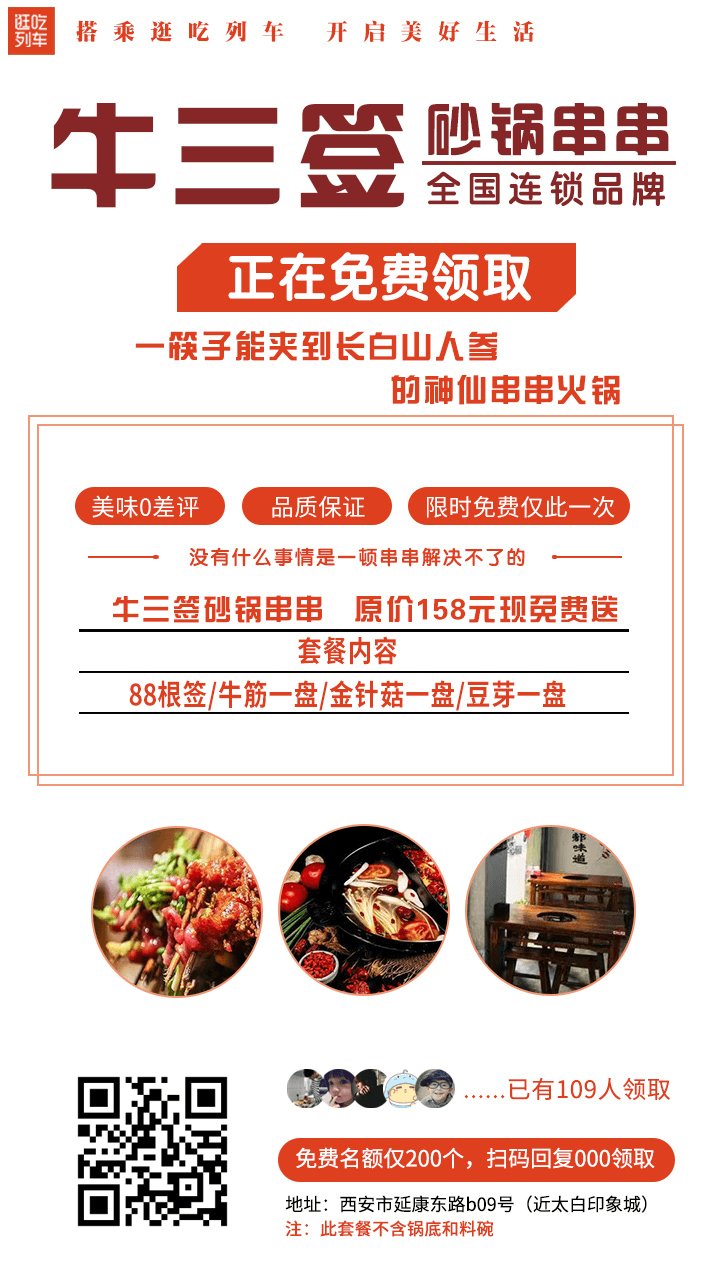 逛吃
列车
搭乘逛吃列车 开启美好生活
牛三签
砂锅串串
全国连锁品牌
正在免费领取
一筷子能夹到长白山人参
的神仙串串火锅
美味0差评
品质保证
限时免费仅此一次
没有什么事情是一顿串串解决不了的
牛三签砂锅串串 原价158元现免费送
套餐内容
88根签/牛筋一盘/金针菇一盘/豆芽一盘
都味道
......已有109人领取
免费名额仅200个，扫码回复000领取
地址：西安市延康东路b09号（近太白印象城）
注：此套餐不含锅底和料碗